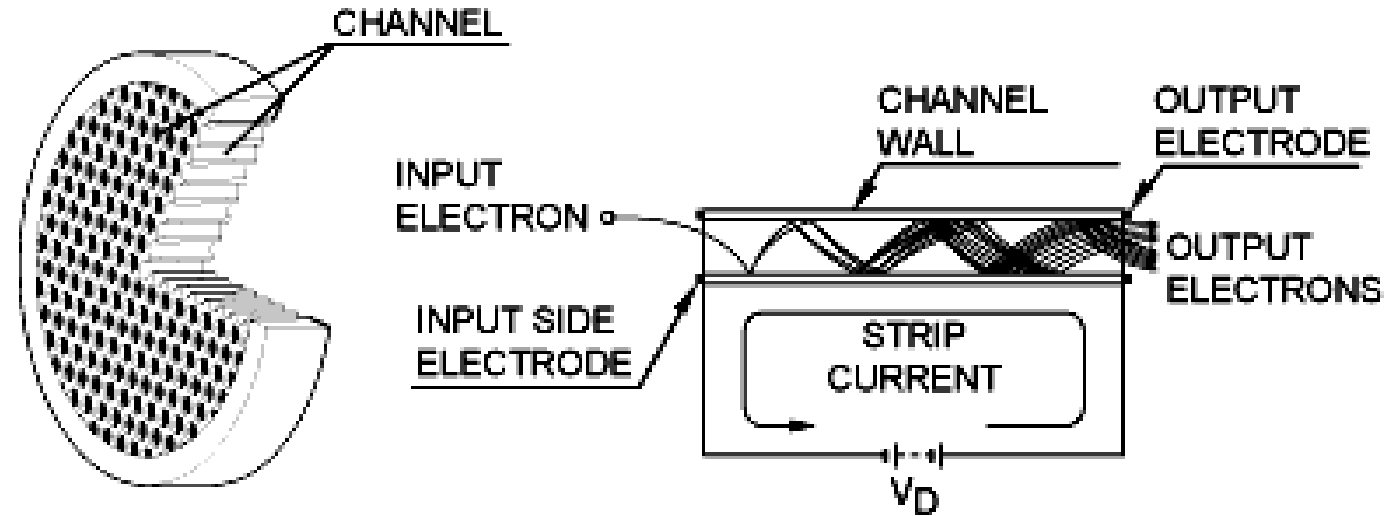 CHANNEL
CHANNEL
WALL
OUTPUT
ELECTRODE
INPUT
ELECTRON
OUTPUT
ELECTRONS
INPUT SIDE
ELECTRODE
STRIP
CURRENT
VD